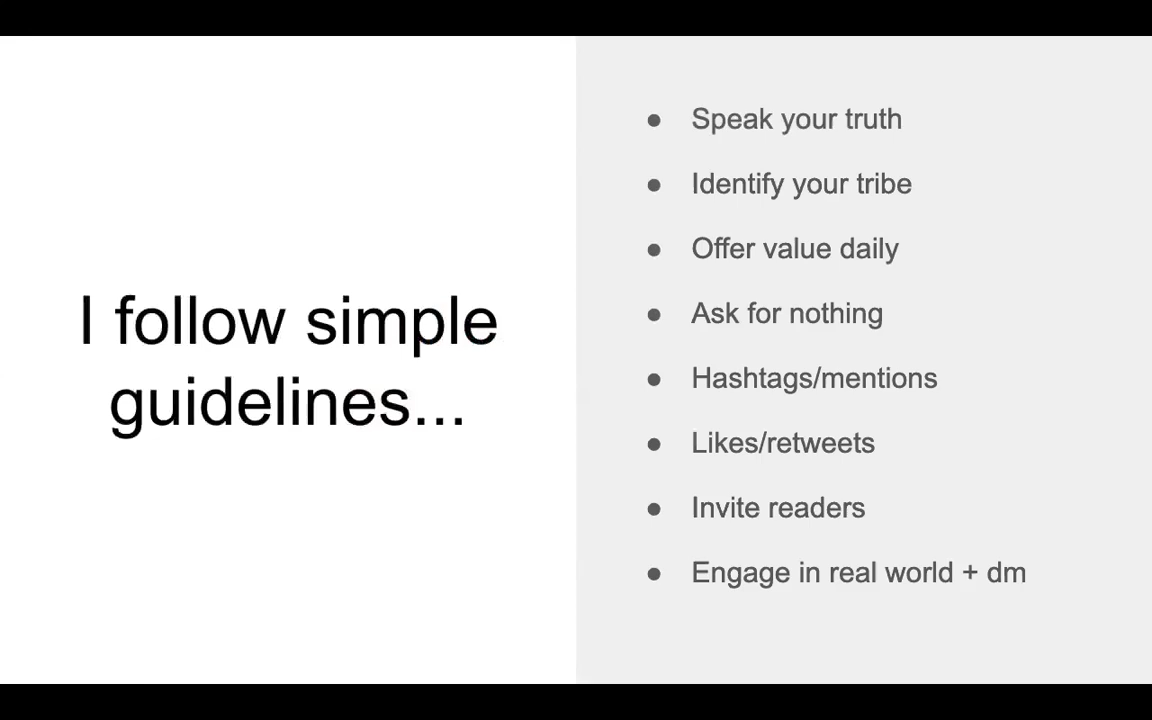 I follow simple
guidelines...
● Speak your truth
● Identify your tribe
● Offer value daily
● Ask for nothing
● Hashtags/mentions
● Likes/retweets
● Invite readers
● Engage in real world + dm